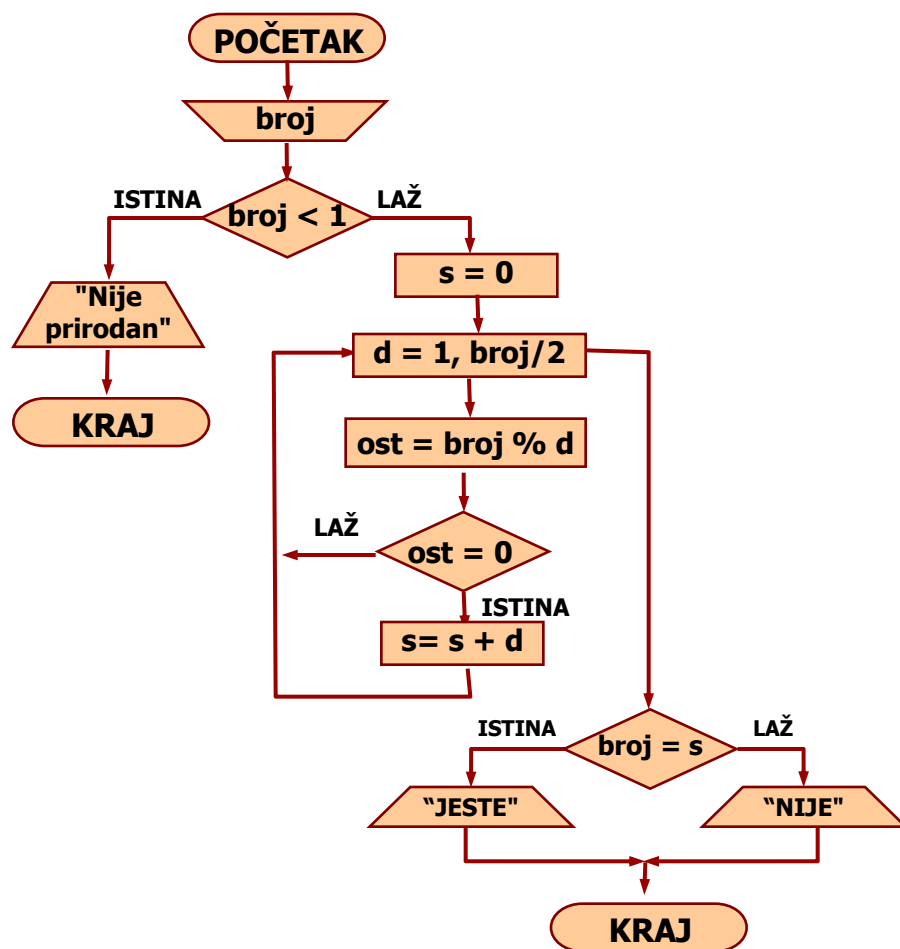 POČETAK
broj
ISTINA
LAŽ
broj < 1
s = 0
"Nije
prirodan"
d = 1, broj/2
KRAJ
ost = broj % d
LAŽ
ost = 0
ISTINA
s= s + d
ISTINA
LAŽ
broj = s
“JESTE"
“NIJE"
KRAJ